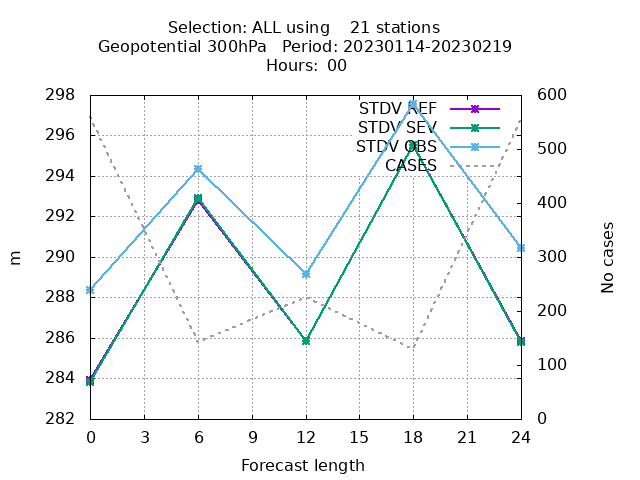 Selection: ALL using    21 stations
Geopotential 300hPa   Period: 20230114-20230219
Hours: 00
298
296
294
292
290
288
286
284
282
m
STDV REF
STDV SEV
STDV OBS
CASES
600
500
400
300
200
100
0
No cases
0 3 6 9 12 15 18 21 24
Forecast length